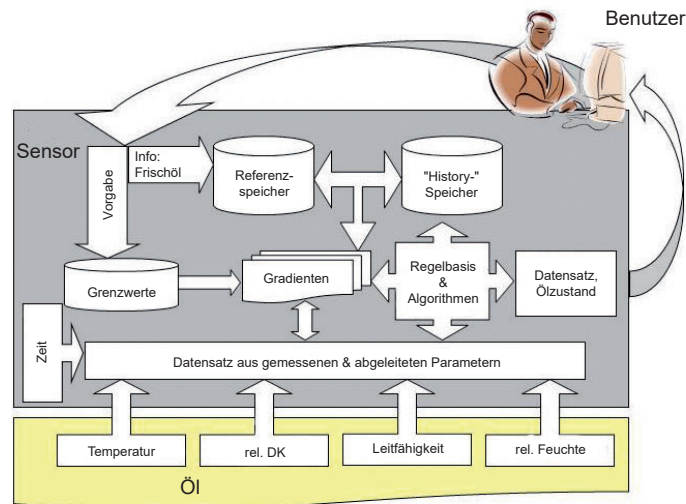 Benutzer
Sensor
Info:
Frischöl
Vorgabe
Referenz-
speicher
"History-"
Speicher
Grenzwerte
Gradienten
Regelbasis
&
Algorithmen
Datensatz,
Ölzustand
Zeit
Datensatz aus gemessenen & abgeleiteten Parametern
Temperatur
rel. DK
Leitfähigkeit
rel. Feuchte
Öl